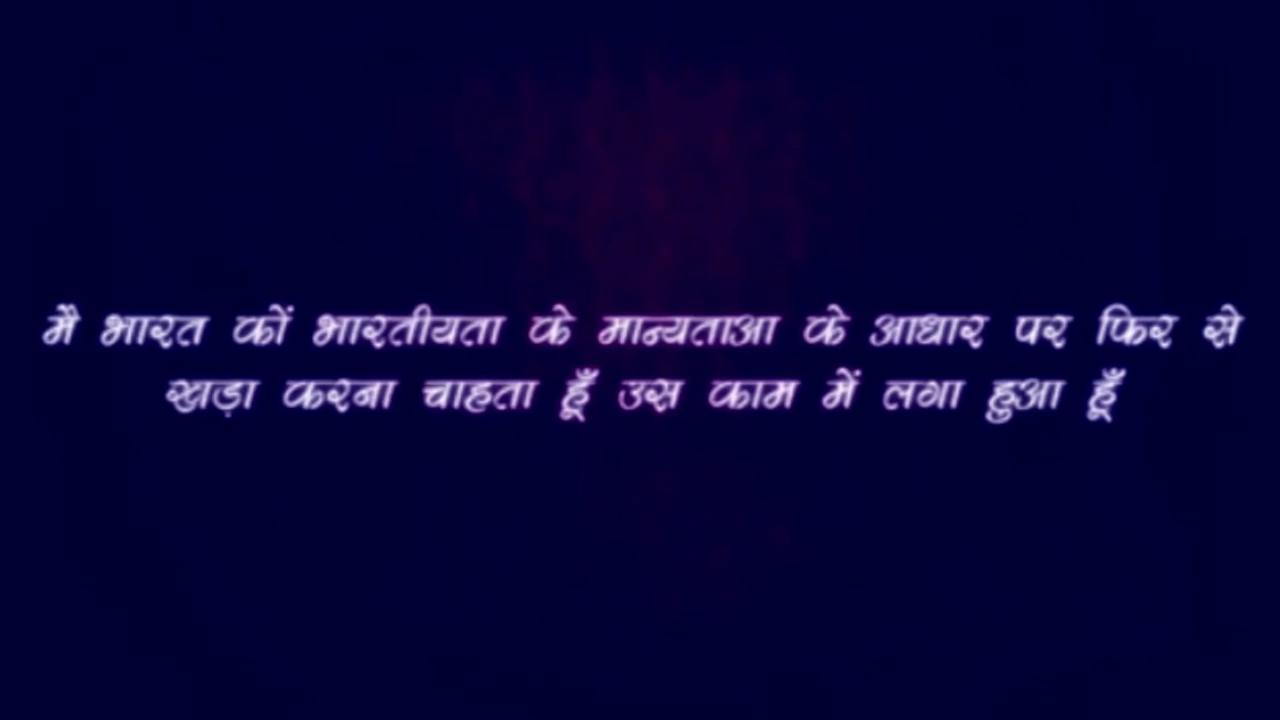 मै भारत कों भारतीयता के मान्यताआ के आधार पर फिर से
खड़ा करना चाहता हूँ उस काम में लगा हुआ हूँ